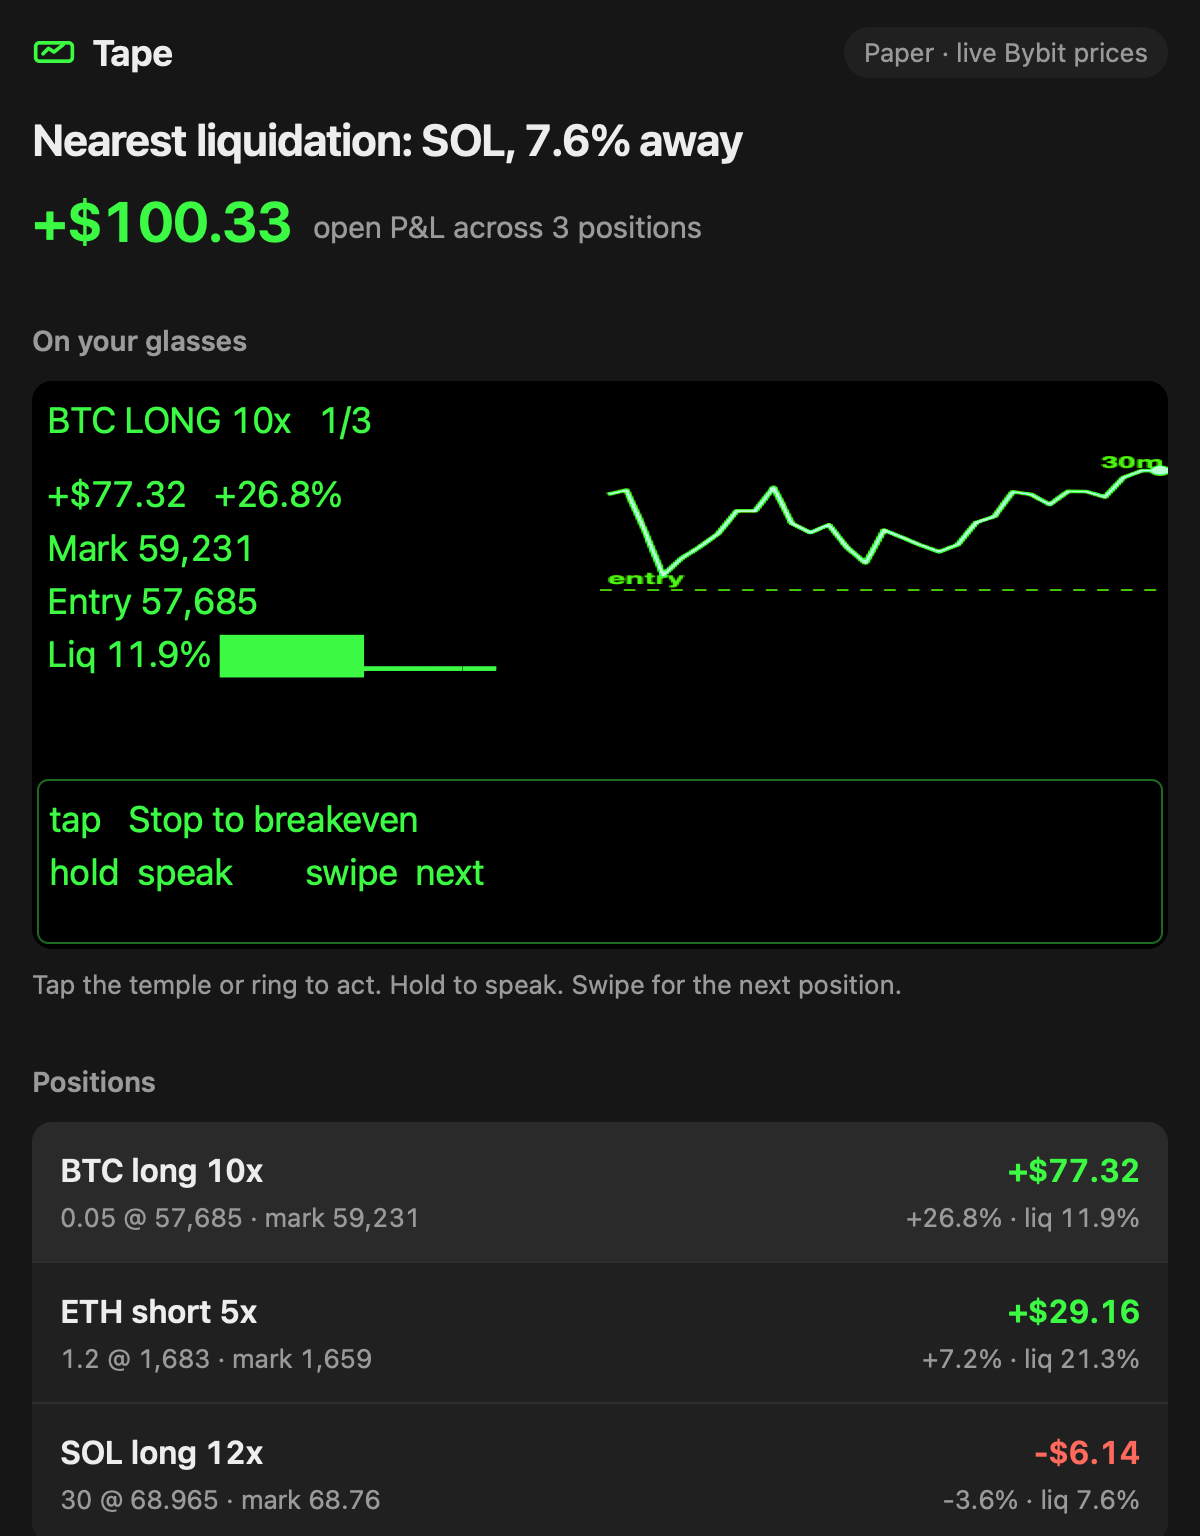 Tape
Paper · live Bybit prices
Nearest liquidation: SOL, 7.6% away
+$100.33 open P&L across 3 positions
On your glasses
BTC LONG 10x 1/3
+$77.32 +26.8%
Mark 59,231
Entry 57,685
Liq 11.9%
30m
entry
tap Stop to breakeven
hold speak swipe next
Tap the temple or ring to act. Hold to speak. Swipe for the next position.
Positions
BTC long 10x +$77.32
0.05 @ 57,685 · mark 59,231 +26.8% · liq 11.9%
ETH short 5x +$29.16
1.2 @ 1,683 · mark 1,659 +7.2% · liq 21.3%
SOL long 12x -$6.14
30 @ 68.965 · mark 68.76 -3.6% · liq 7.6%